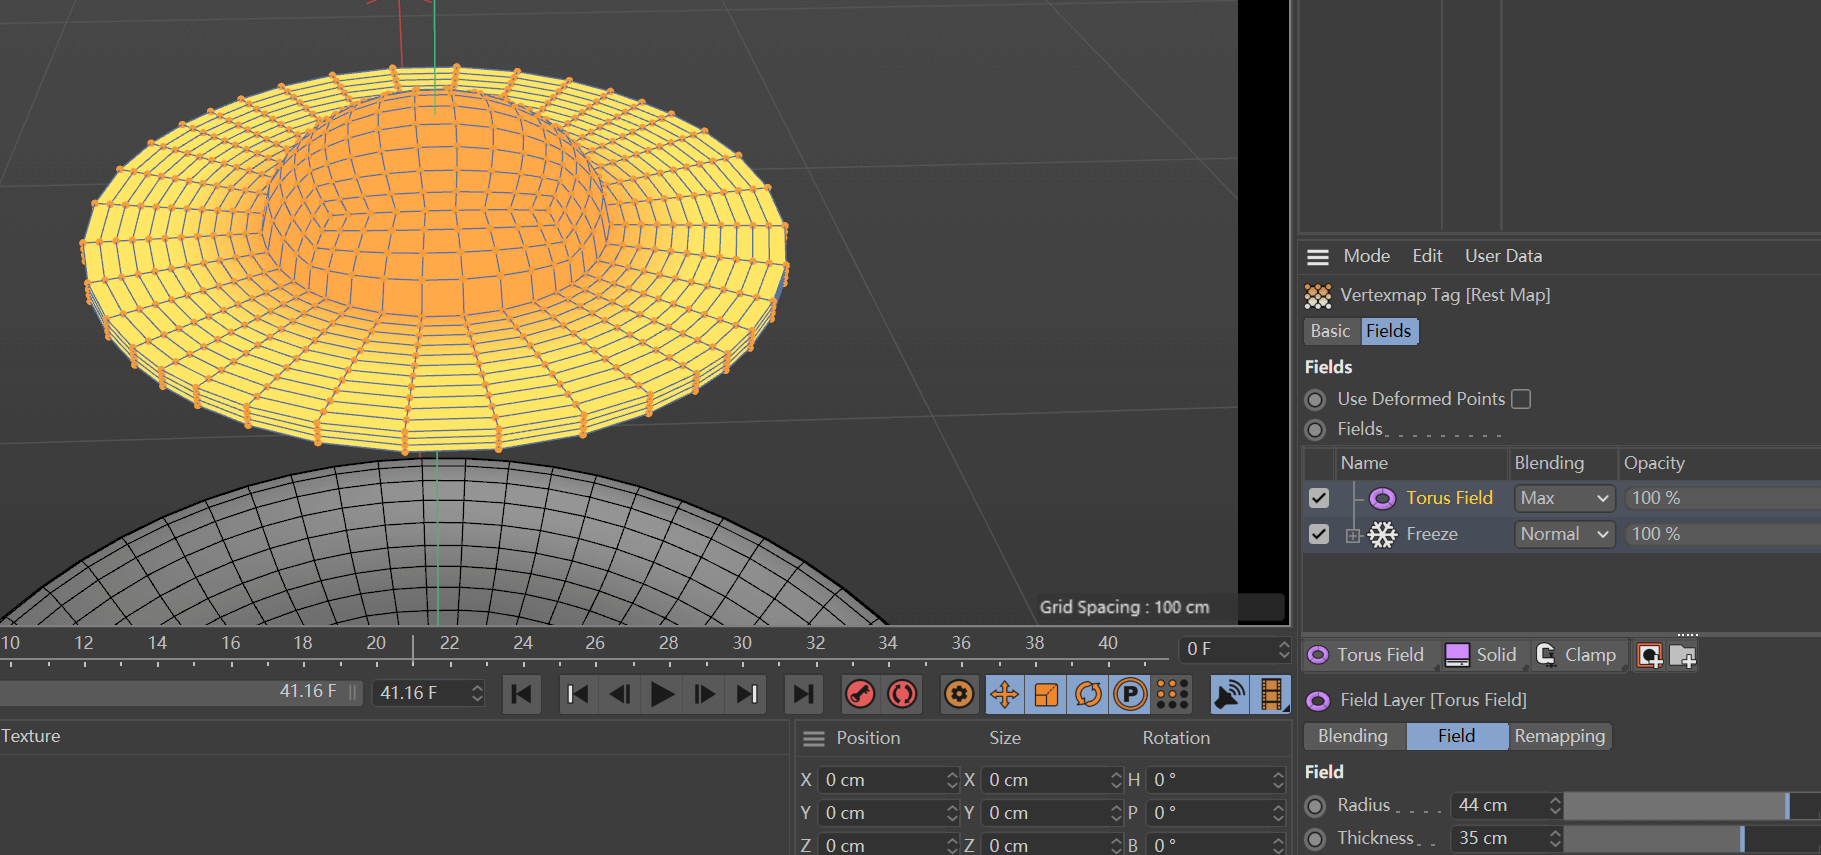 Grid Spacing : 100 cm
10 12 14 16 18 20 22 24 26 28 30 32 34 36 38 40
0 F
41.16 F
41.16 F
P
Texture
Position Size Rotation
X 0 cm X 0 cm H 0 °
Y 0 cm Y 0 cm P 0 °
Z 0 cm Z 0 cm B 0 °
Mode Edit User Data
Vertexmap Tag [Rest Map]
Basic Fields
Fields
Use Deformed Points
Fields
Name Blending Opacity
Torus Field Max 100 %
Freeze Normal 100 %
Torus Field Solid Clamp
Field Layer [Torus Field]
Blending Field Remapping
Field
Radius 44 cm
Thickness 35 cm